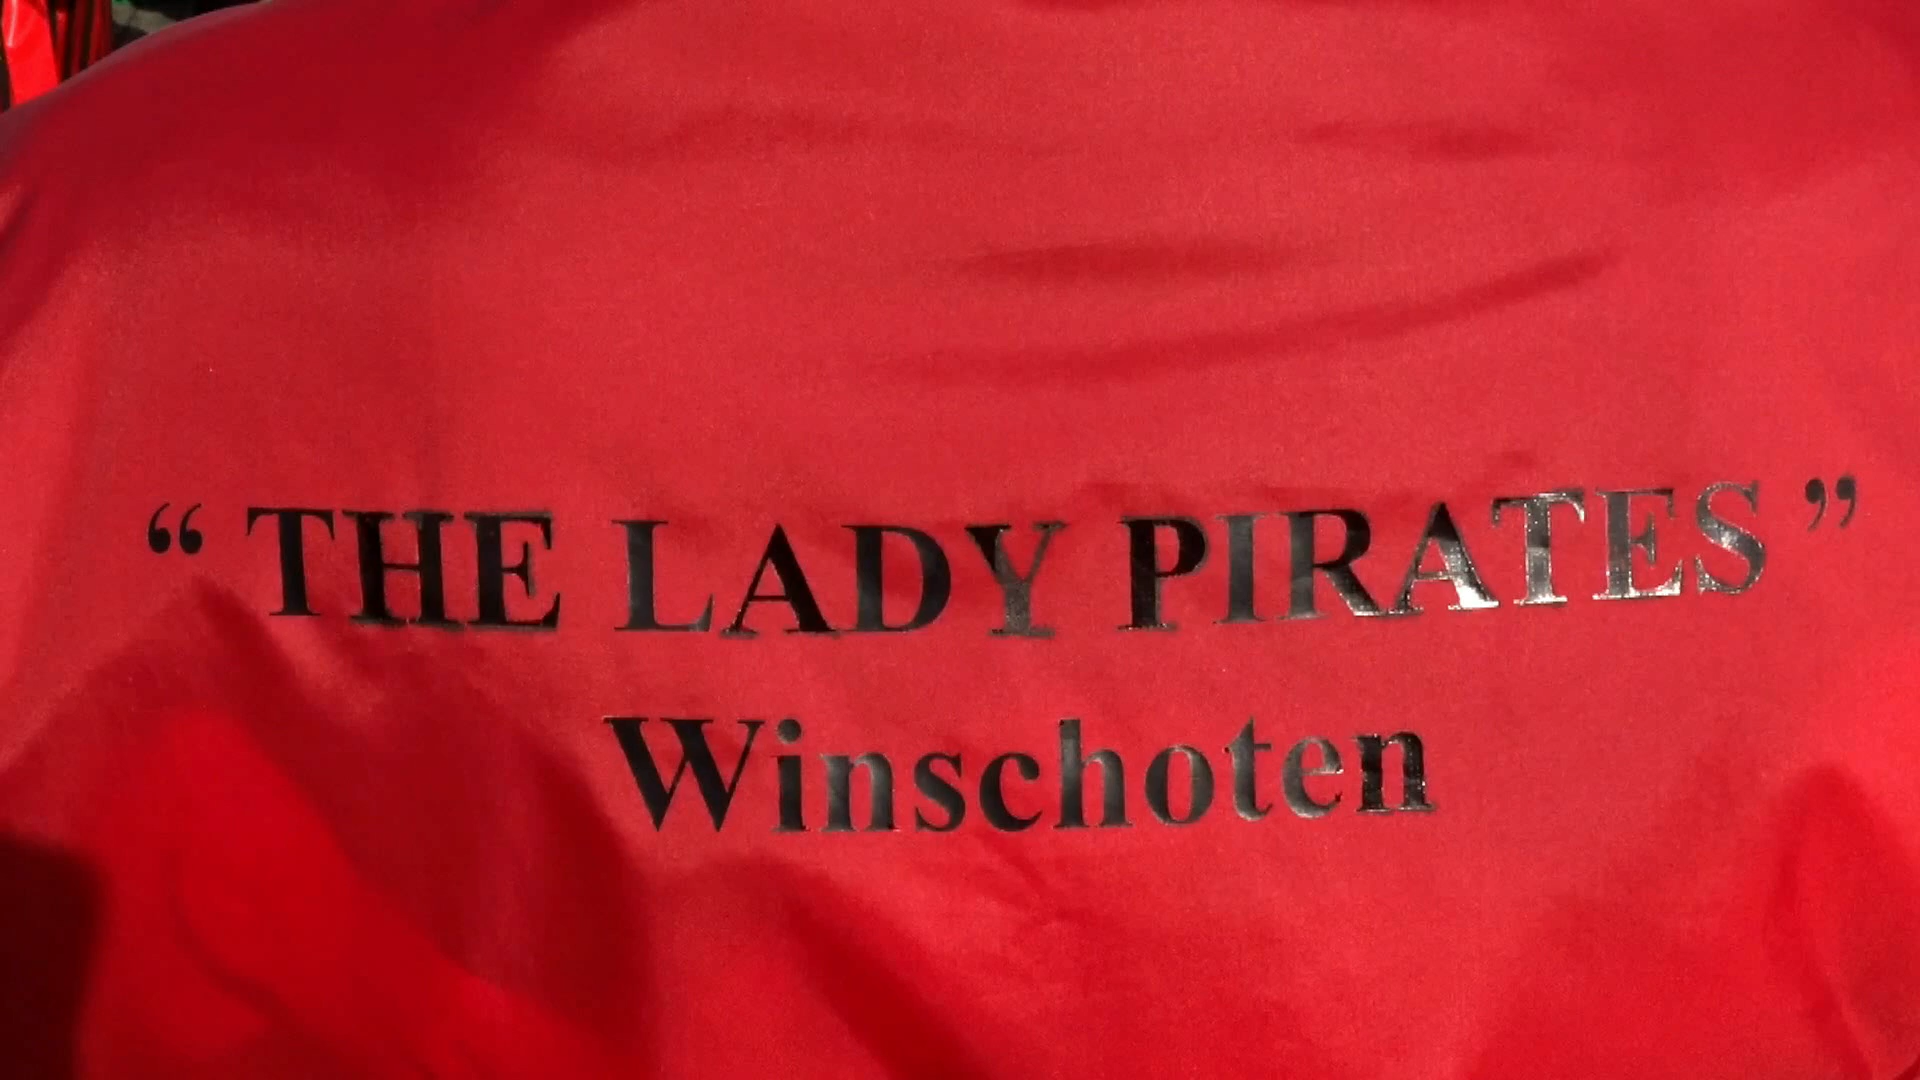 “ THE LADY PIRATES ”
Winschoten